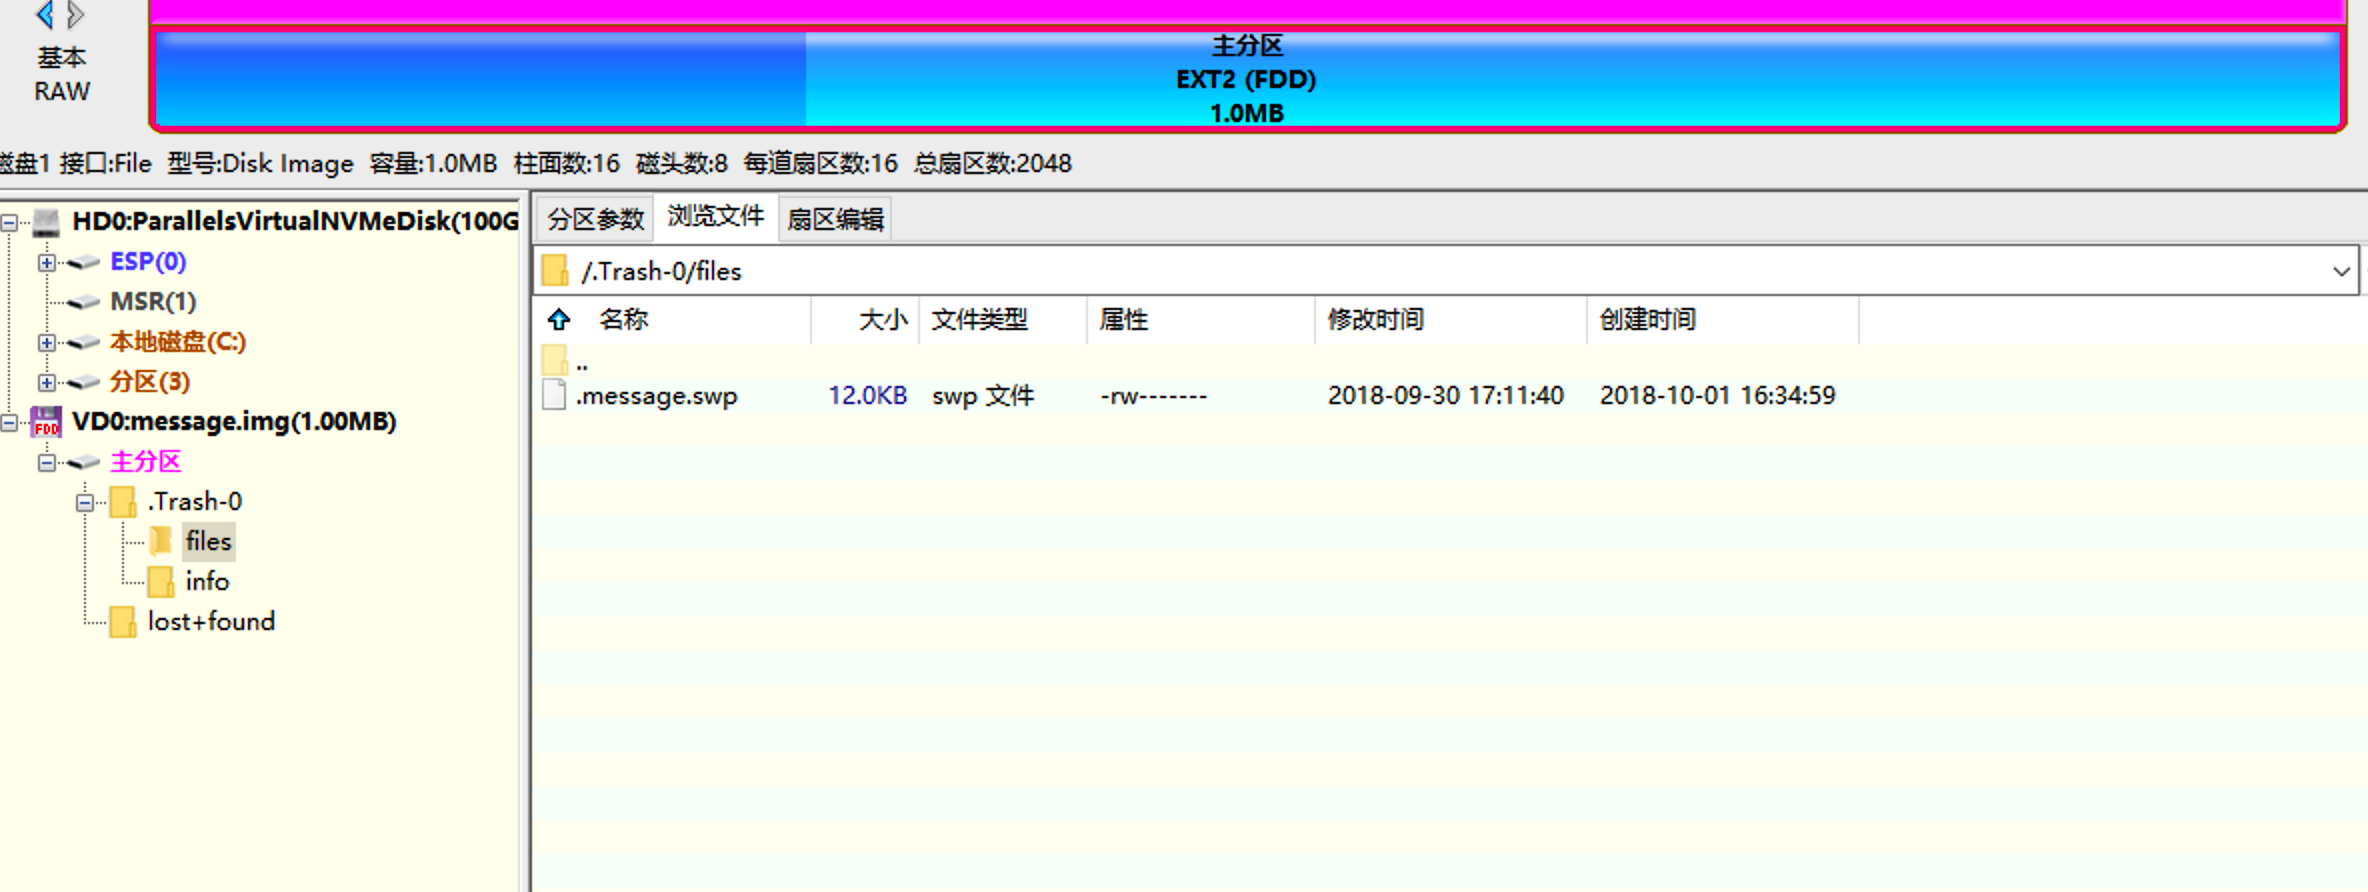 基本
RAW
主分区
EXT2 (FDD)
1.0MB
磁盘1 接口:File 型号:Disk Image 容量:1.0MB 柱面数:16 磁头数:8 每道扇区数:16 总扇区数:2048
HD0:ParallelsVirtualNVMeDisk(100G
ESP(0)
MSR(1)
本地磁盘(C:)
分区(3)
FDD VD0:message.img(1.00MB)
主分区
.Trash-0
files
info
lost+found
分区参数 浏览文件 扇区编辑
/.Trash-0/files
名称 大小 文件类型 属性 修改时间 创建时间
..
.message.swp 12.0KB swp 文件 -rw------- 2018-09-30 17:11:40 2018-10-01 16:34:59